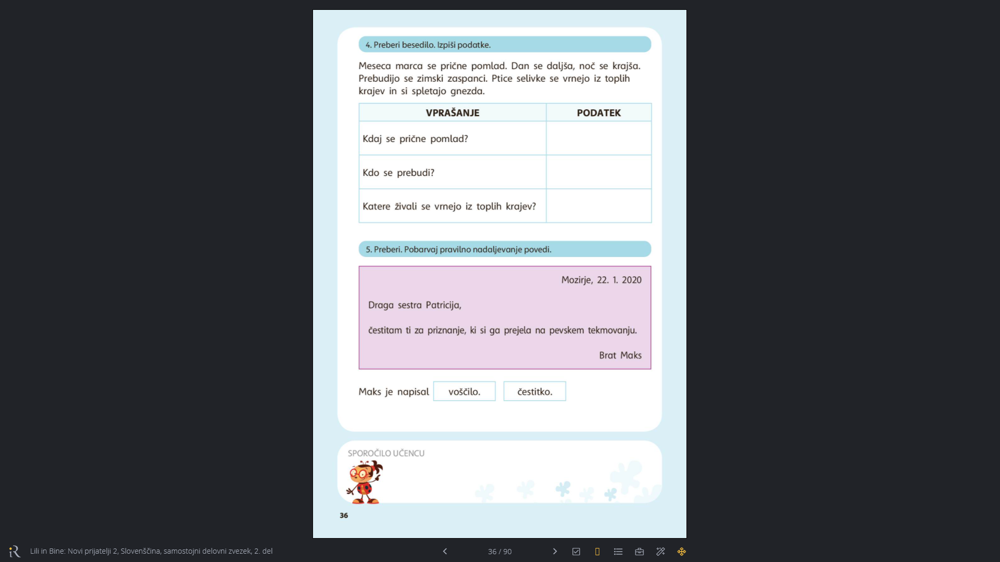 4. Preberi besedilo. Izpiši podatke.
Meseca marca se prične pomlad. Dan se daljša, noč se krajša.
Prebudijo se zimski zaspanci. Ptice selivke se vrnejo iz toplih
krajev in si spletajo gnezda.
VPRAŠANJE PODATEK
Kdaj se prične pomlad?
Kdo se prebudi?
Katere živali se vrnejo iz toplih krajev?
5. Preberi. Pobarvaj pravilno nadaljevanje povedi.
Mozirje, 22. 1. 2020
Draga sestra Patricija,
čestitam ti za priznanje, ki si ga prejela na pevskem tekmovanju.
Brat Maks
Maks je napisal voščilo. čestitko.
SPOROČILO UČENCU
36
iR Lili in Bine: Novi prijatelji 2, Slovenščina, samostojni delovni zvezek, 2. del 36 / 90